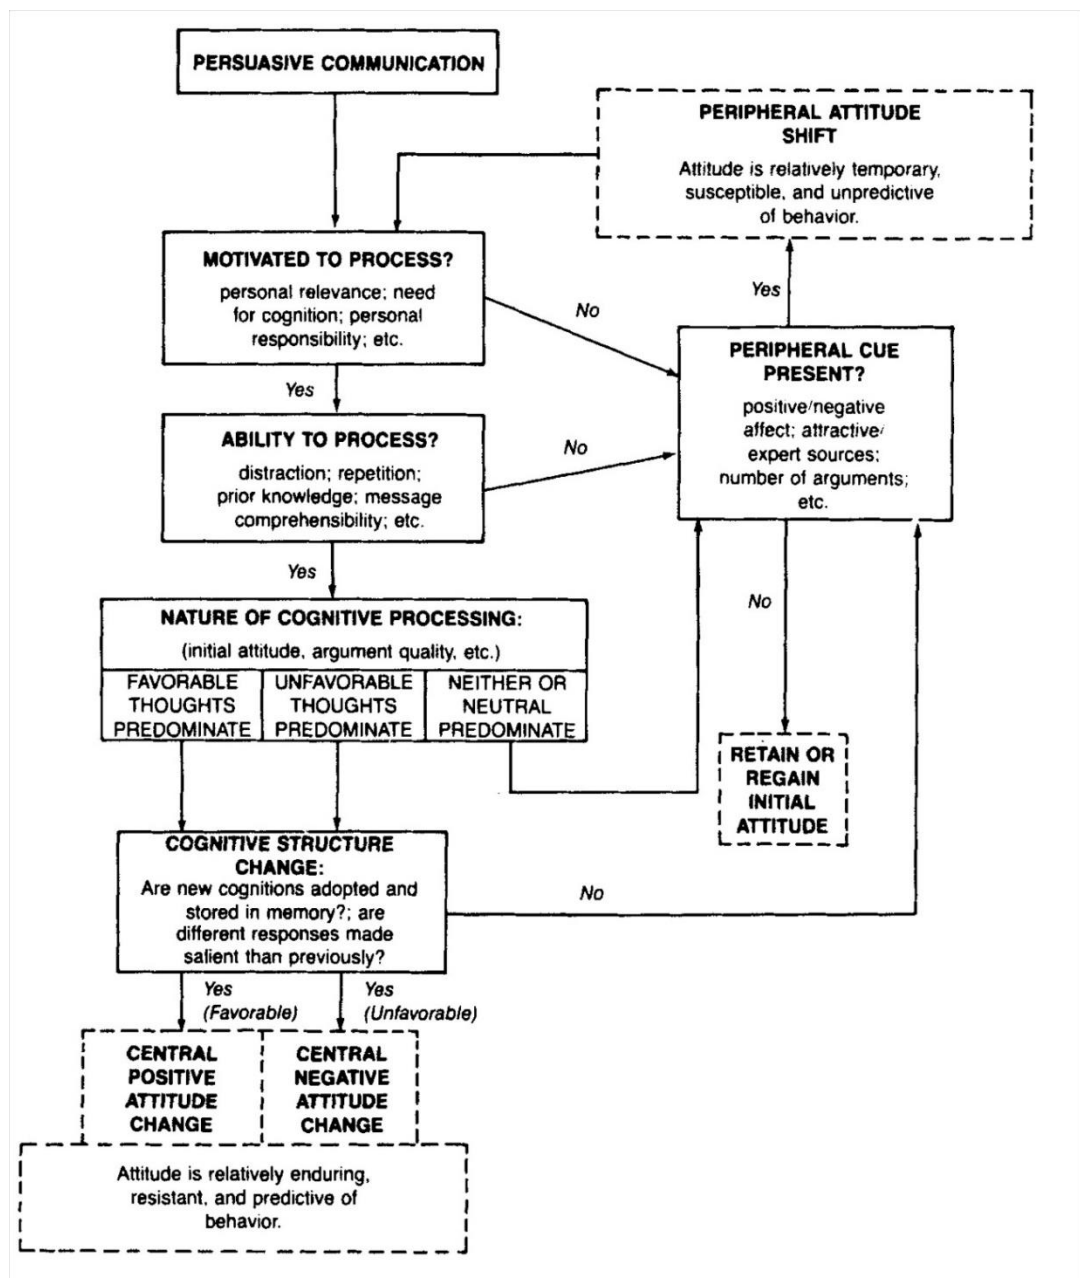 PERSUASIVE COMMUNICATION
PERIPHERAL ATTITUDE
SHIFT
Attitude is relatively temporary,
susceptible, and unpredictive
of behavior.
MOTIVATED TO PROCESS?
personal relevance; need
for cognition; personal
responsibility; etc.
No
Yes
Yes
PERIPHERAL CUE
PRESENT?
positive/negative
affect; attractive/
expert sources;
number of arguments;
etc.
ABILITY TO PROCESS?
distraction; repetition;
prior knowledge; message
comprehensibility; etc.
No
Yes
No
NATURE OF COGNITIVE PROCESSING:
(initial attitude, argument quality, etc.)
FAVORABLE
THOUGHTS
PREDOMINATE
UNFAVORABLE
THOUGHTS
PREDOMINATE
NEITHER OR
NEUTRAL
PREDOMINATE
RETAIN OR
REGAIN
INITIAL
ATTITUDE
COGNITIVE STRUCTURE
CHANGE:
Are new cognitions adopted and
stored in memory?; are
different responses made
salient than previously?
No
Yes
(Favorable)
Yes
(Unfavorable)
CENTRAL
POSITIVE
ATTITUDE
CHANGE
CENTRAL
NEGATIVE
ATTITUDE
CHANGE
Attitude is relatively enduring,
resistant, and predictive of
behavior.